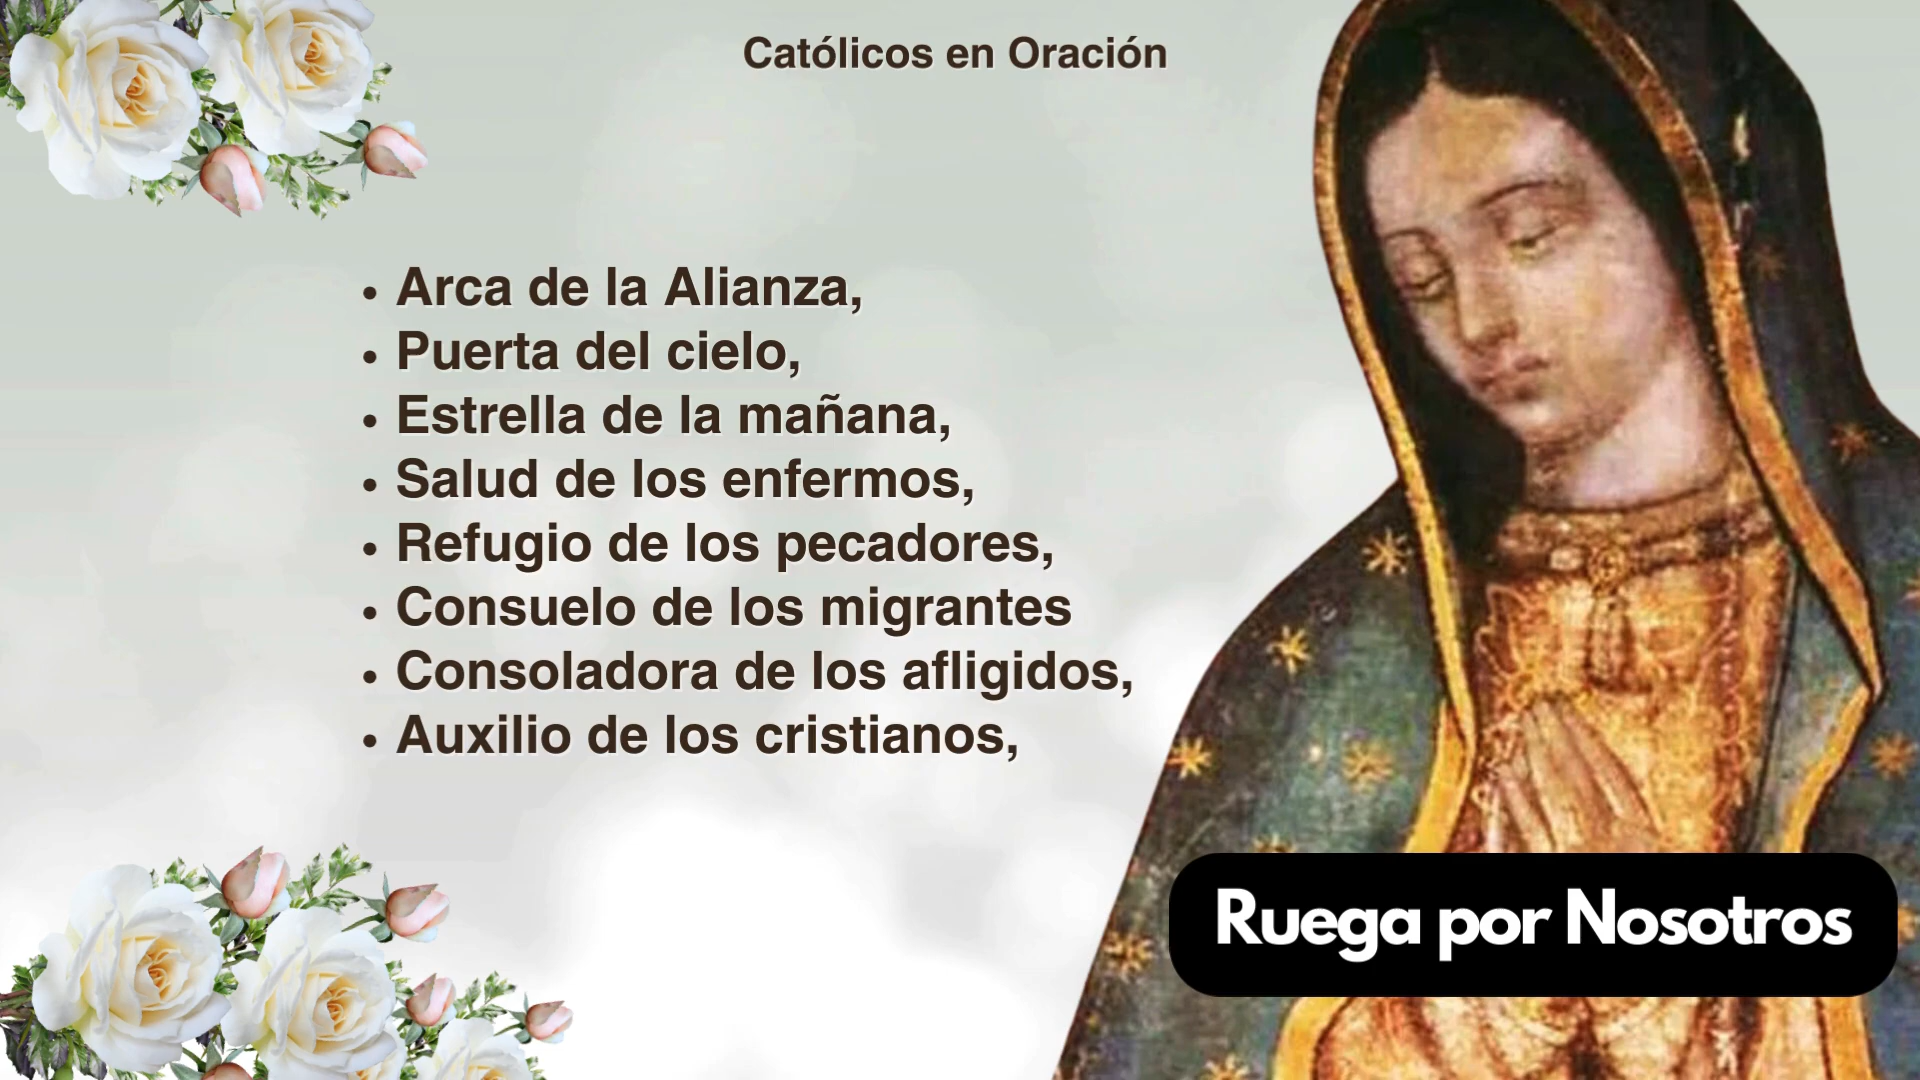 Católicos en Oración
• Arca de la Alianza,
• Puerta del cielo,
• Estrella de la mañana,
• Salud de los enfermos,
• Refugio de los pecadores,
• Consuelo de los migrantes
• Consoladora de los afligidos,
• Auxilio de los cristianos,
Ruega por Nosotros